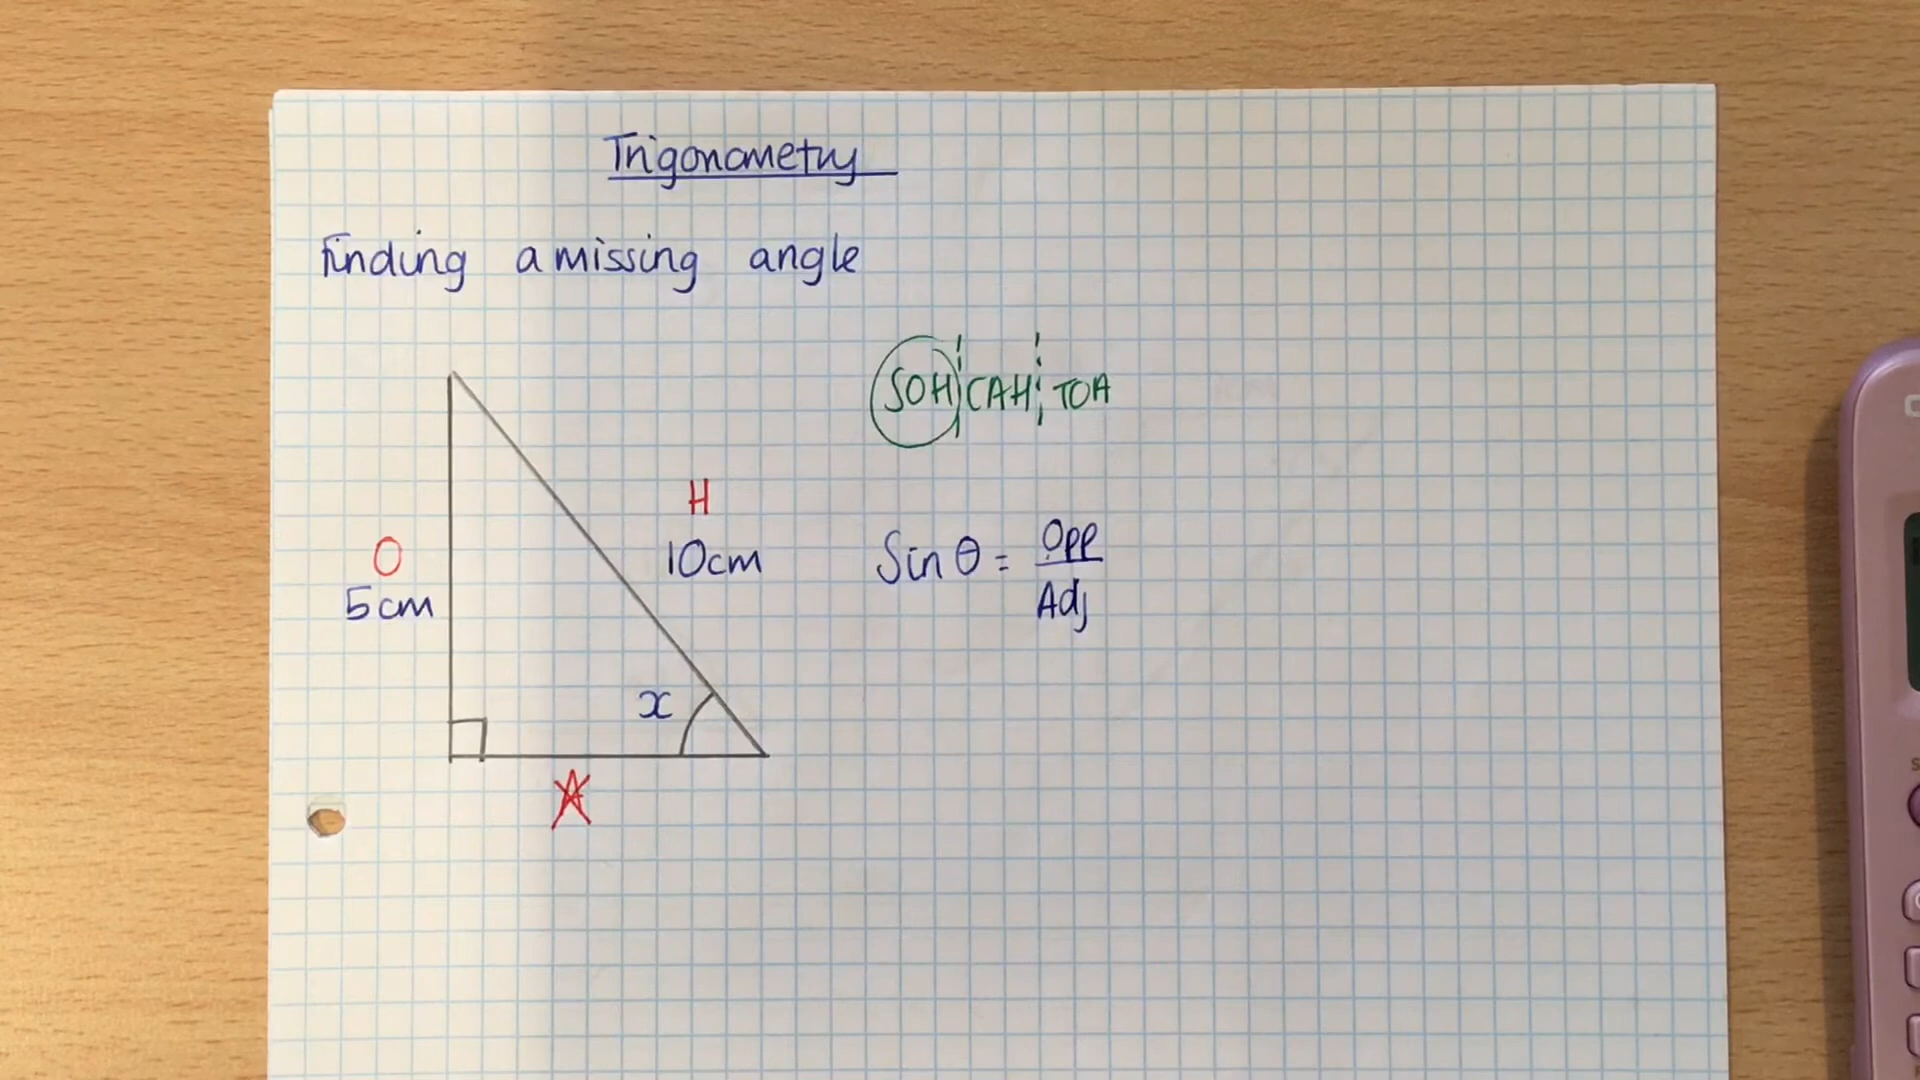 Trigonometry
Finding a missing angle
SOH CAH TOA
H
10cm
O
5cm
Sin θ = Opp
Adj
x
A